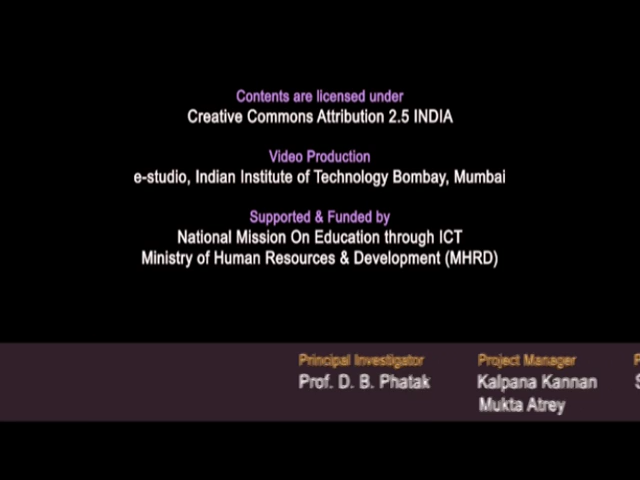 Contents are licensed under
Creative Commons Attribution 2.5 INDIA
Video Production
e-studio, Indian Institute of Technology Bombay, Mumbai
Supported & Funded by
National Mission On Education through ICT
Ministry of Human Resources & Development (MHRD)
Principal Investigator
Prof. D. B. Phatak
Project Manager
Kalpana Kannan
Mukta Atrey